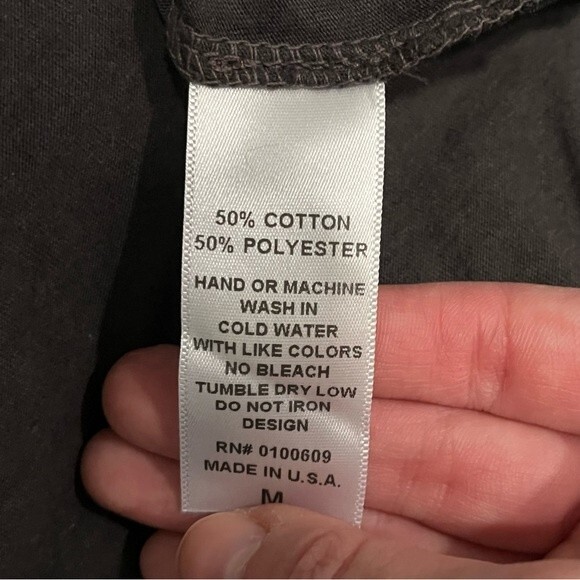 50% COTTON
50% POLYESTER
HAND OR MACHINE
WASH IN
COLD WATER
WITH LIKE COLORS
NO BLEACH
TUMBLE DRY LOW
DO NOT IRON
DESIGN
RN# 0100609
MADE IN U.S.A.
M